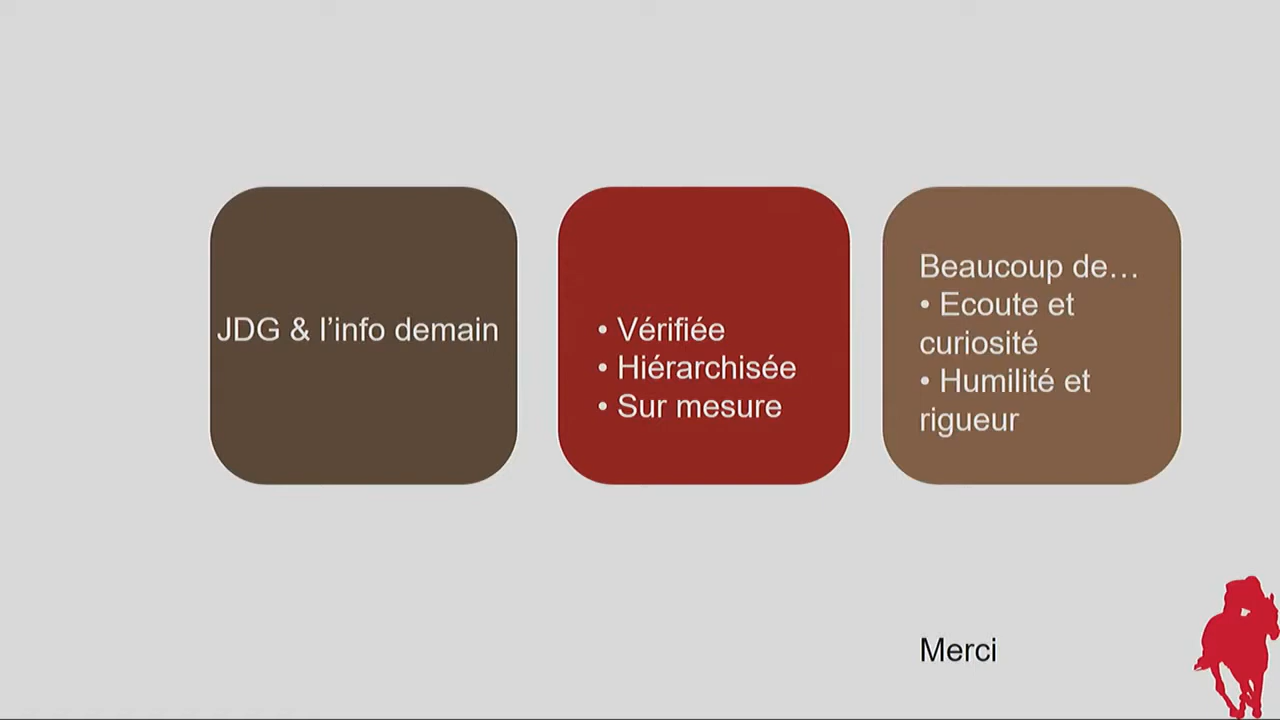 JDG & l’info demain
• Vérifiée
• Hiérarchisée
• Sur mesure
Beaucoup de…
• Ecoute et
curiosité
• Humilité et
rigueur
Merci